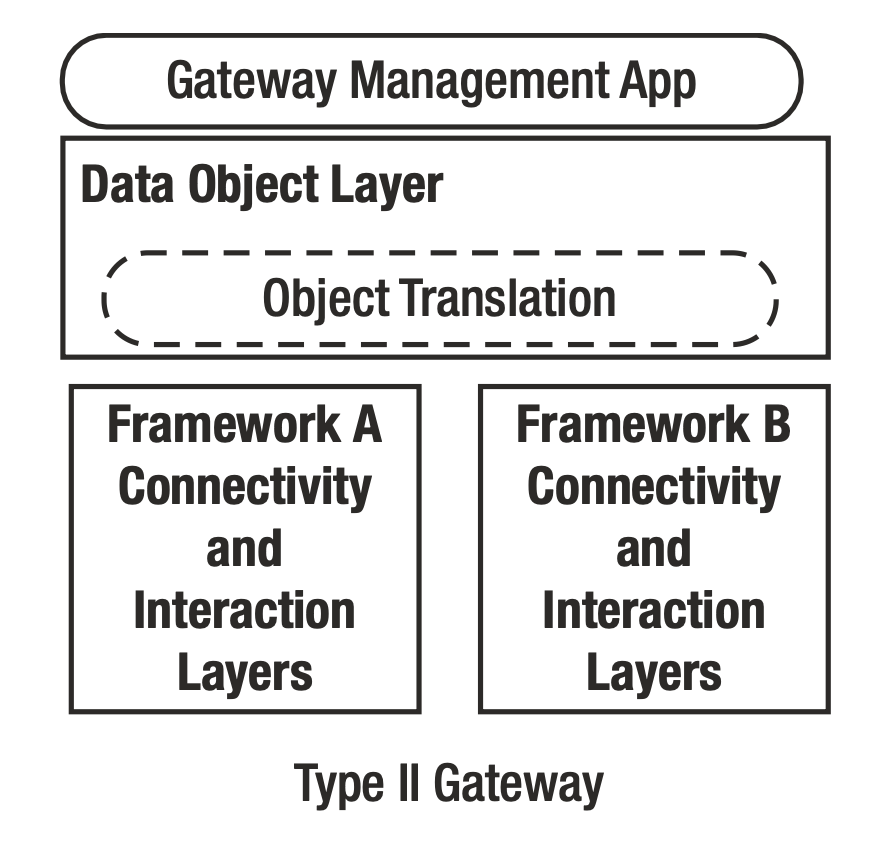 Gateway Management App
Data Object Layer
Object Translation
Framework A
Connectivity
and
Interaction
Layers
Framework B
Connectivity
and
Interaction
Layers
Type II Gateway